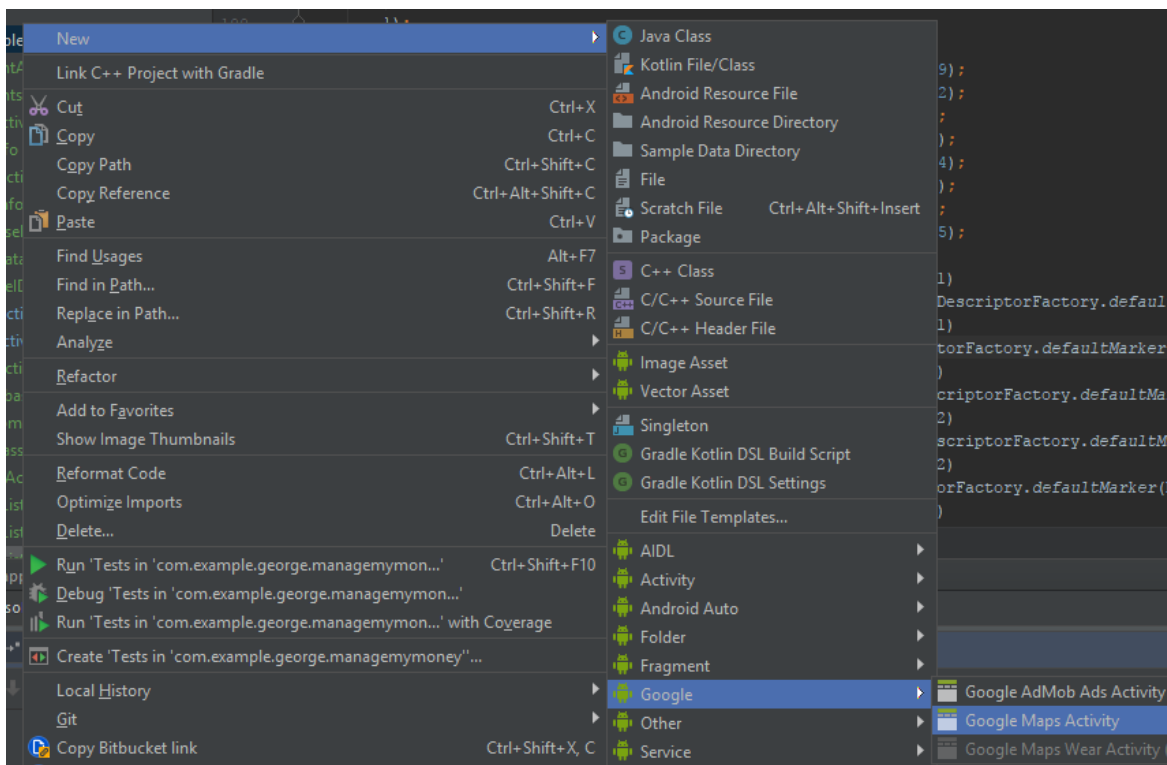 New
Link C++ Project with Gradle
Cut Ctrl+X
Copy Ctrl+C
Copy Path Ctrl+Shift+C
Copy Reference Ctrl+Alt+Shift+C
Paste Ctrl+V
Find Usages Alt+F7
Find in Path... Ctrl+Shift+F
Replace in Path... Ctrl+Shift+R
Analyze
Refactor
Add to Favorites
Show Image Thumbnails Ctrl+Shift+T
Reformat Code Ctrl+Alt+L
Optimize Imports Ctrl+Alt+O
Delete... Delete
Run 'Tests in 'com.example.george.managemymon...' Ctrl+Shift+F10
Debug 'Tests in 'com.example.george.managemymon...'
Run 'Tests in 'com.example.george.managemymon...' with Coverage
Create 'Tests in 'com.example.george.managemymoney''...
Local History
Git
Copy Bitbucket link Ctrl+Shift+X, C
Java Class
Kotlin File/Class
Android Resource File
Android Resource Directory
Sample Data Directory
File
Scratch File Ctrl+Alt+Shift+Insert
Package
C++ Class
C/C++ Source File
C/C++ Header File
Image Asset
Vector Asset
Singleton
Gradle Kotlin DSL Build Script
Gradle Kotlin DSL Settings
Edit File Templates...
AIDL
Activity
Android Auto
Folder
Fragment
Google
Other
Service
9);
2);
;
);
4);
);
;
5);
1)
DescriptorFactory.defaul
1)
torFactory.defaultMarker
)
criptorFactory.defaultMa
2)
scriptorFactory.defaultM
2)
orFactory.defaultMarker(
)
Google AdMob Ads Activity
Google Maps Activity
Google Maps Wear Activity